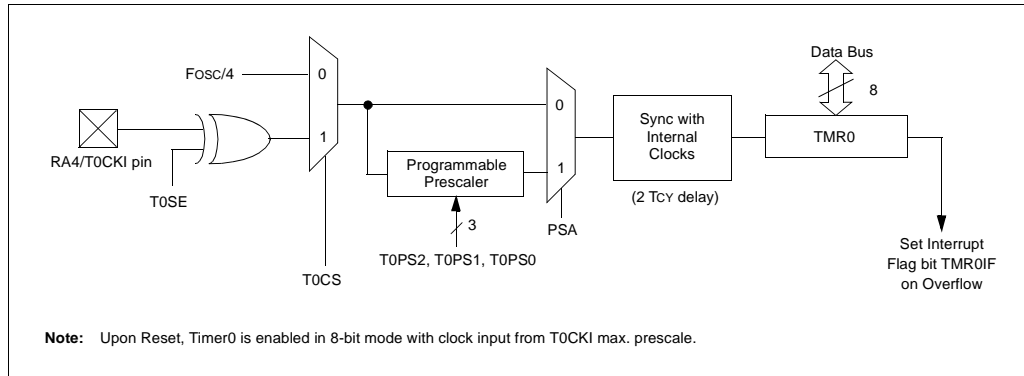 Data Bus
8
FOSC/4
0
1
RA4/T0CKI pin
T0SE
T0CS
Programmable
Prescaler
3
T0PS2, T0PS1, T0PS0
0
1
PSA
Sync with
Internal
Clocks
(2 TCY delay)
TMR0
Set Interrupt
Flag bit TMR0IF
on Overflow
Note: Upon Reset, Timer0 is enabled in 8-bit mode with clock input from T0CKI max. prescale.